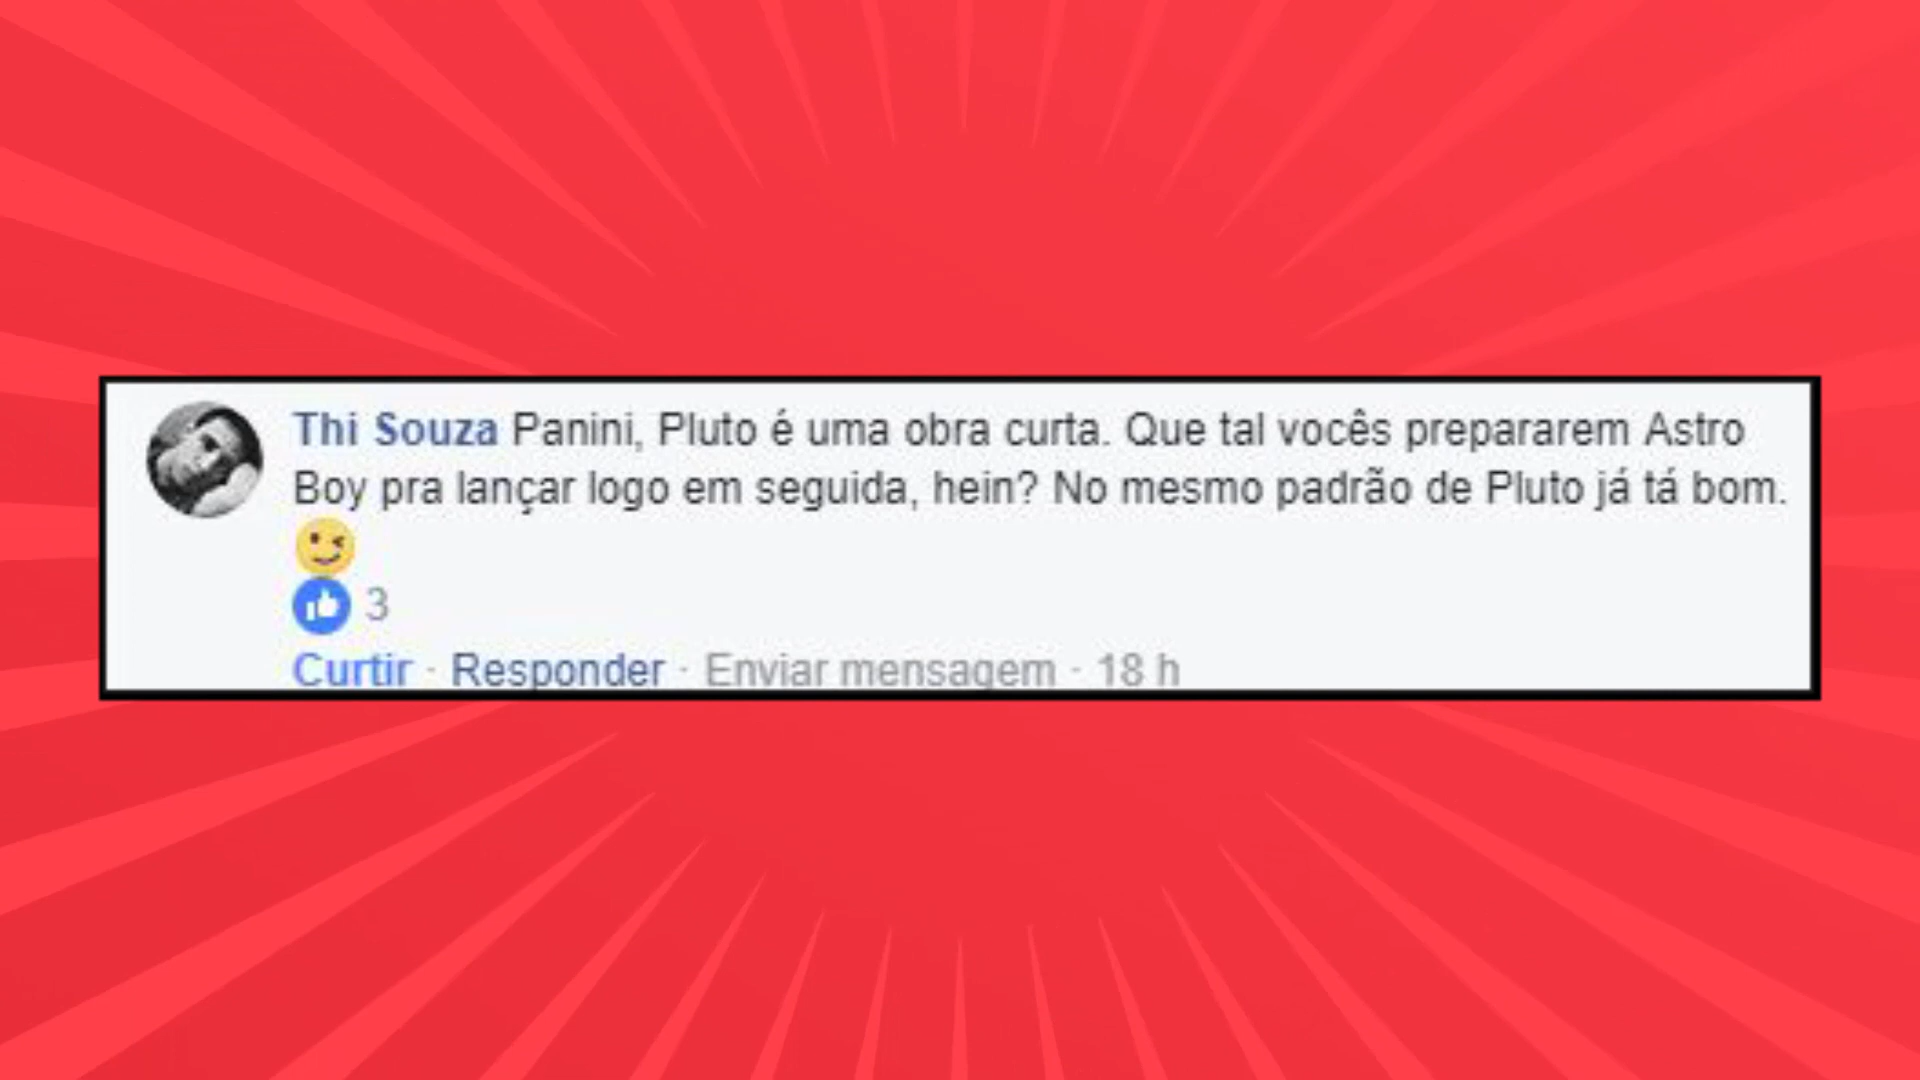 Thi Souza Panini, Pluto é uma obra curta. Que tal vocês prepararem Astro
Boy pra lançar logo em seguida, hein? No mesmo padrão de Pluto já tá bom.
3
Curtir · Responder · Enviar mensagem · 18 h